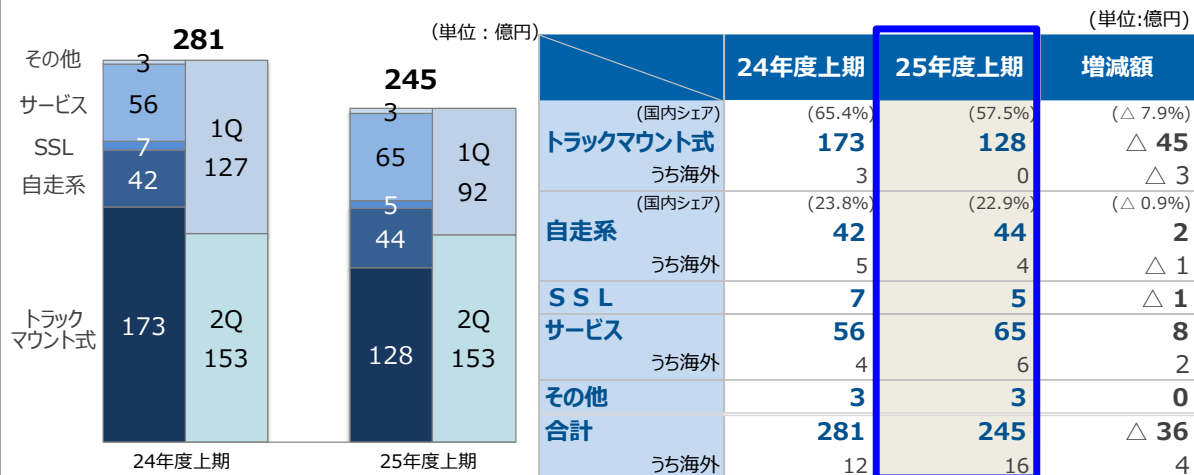 (単位：億円)
281
245
その他
サービス
SSL
自走系
トラック
マウント式
3
56
7
42
173
1Q
127
2Q
153
3
65
5
44
128
1Q
92
2Q
153
24年度上期
25年度上期
(単位:億円)
24年度上期 25年度上期 増減額
(国内シェア) (65.4%) (57.5%) (△ 7.9%)
トラックマウント式 173 128 △ 45
うち海外 3 0 △ 3
(国内シェア) (23.8%) (22.9%) (△ 0.9%)
自走系 42 44 2
うち海外 5 4 △ 1
ＳＳＬ 7 5 △ 1
サービス 56 65 8
うち海外 4 6 2
その他 3 3 0
合計 281 245 △ 36
うち海外 12 16 4